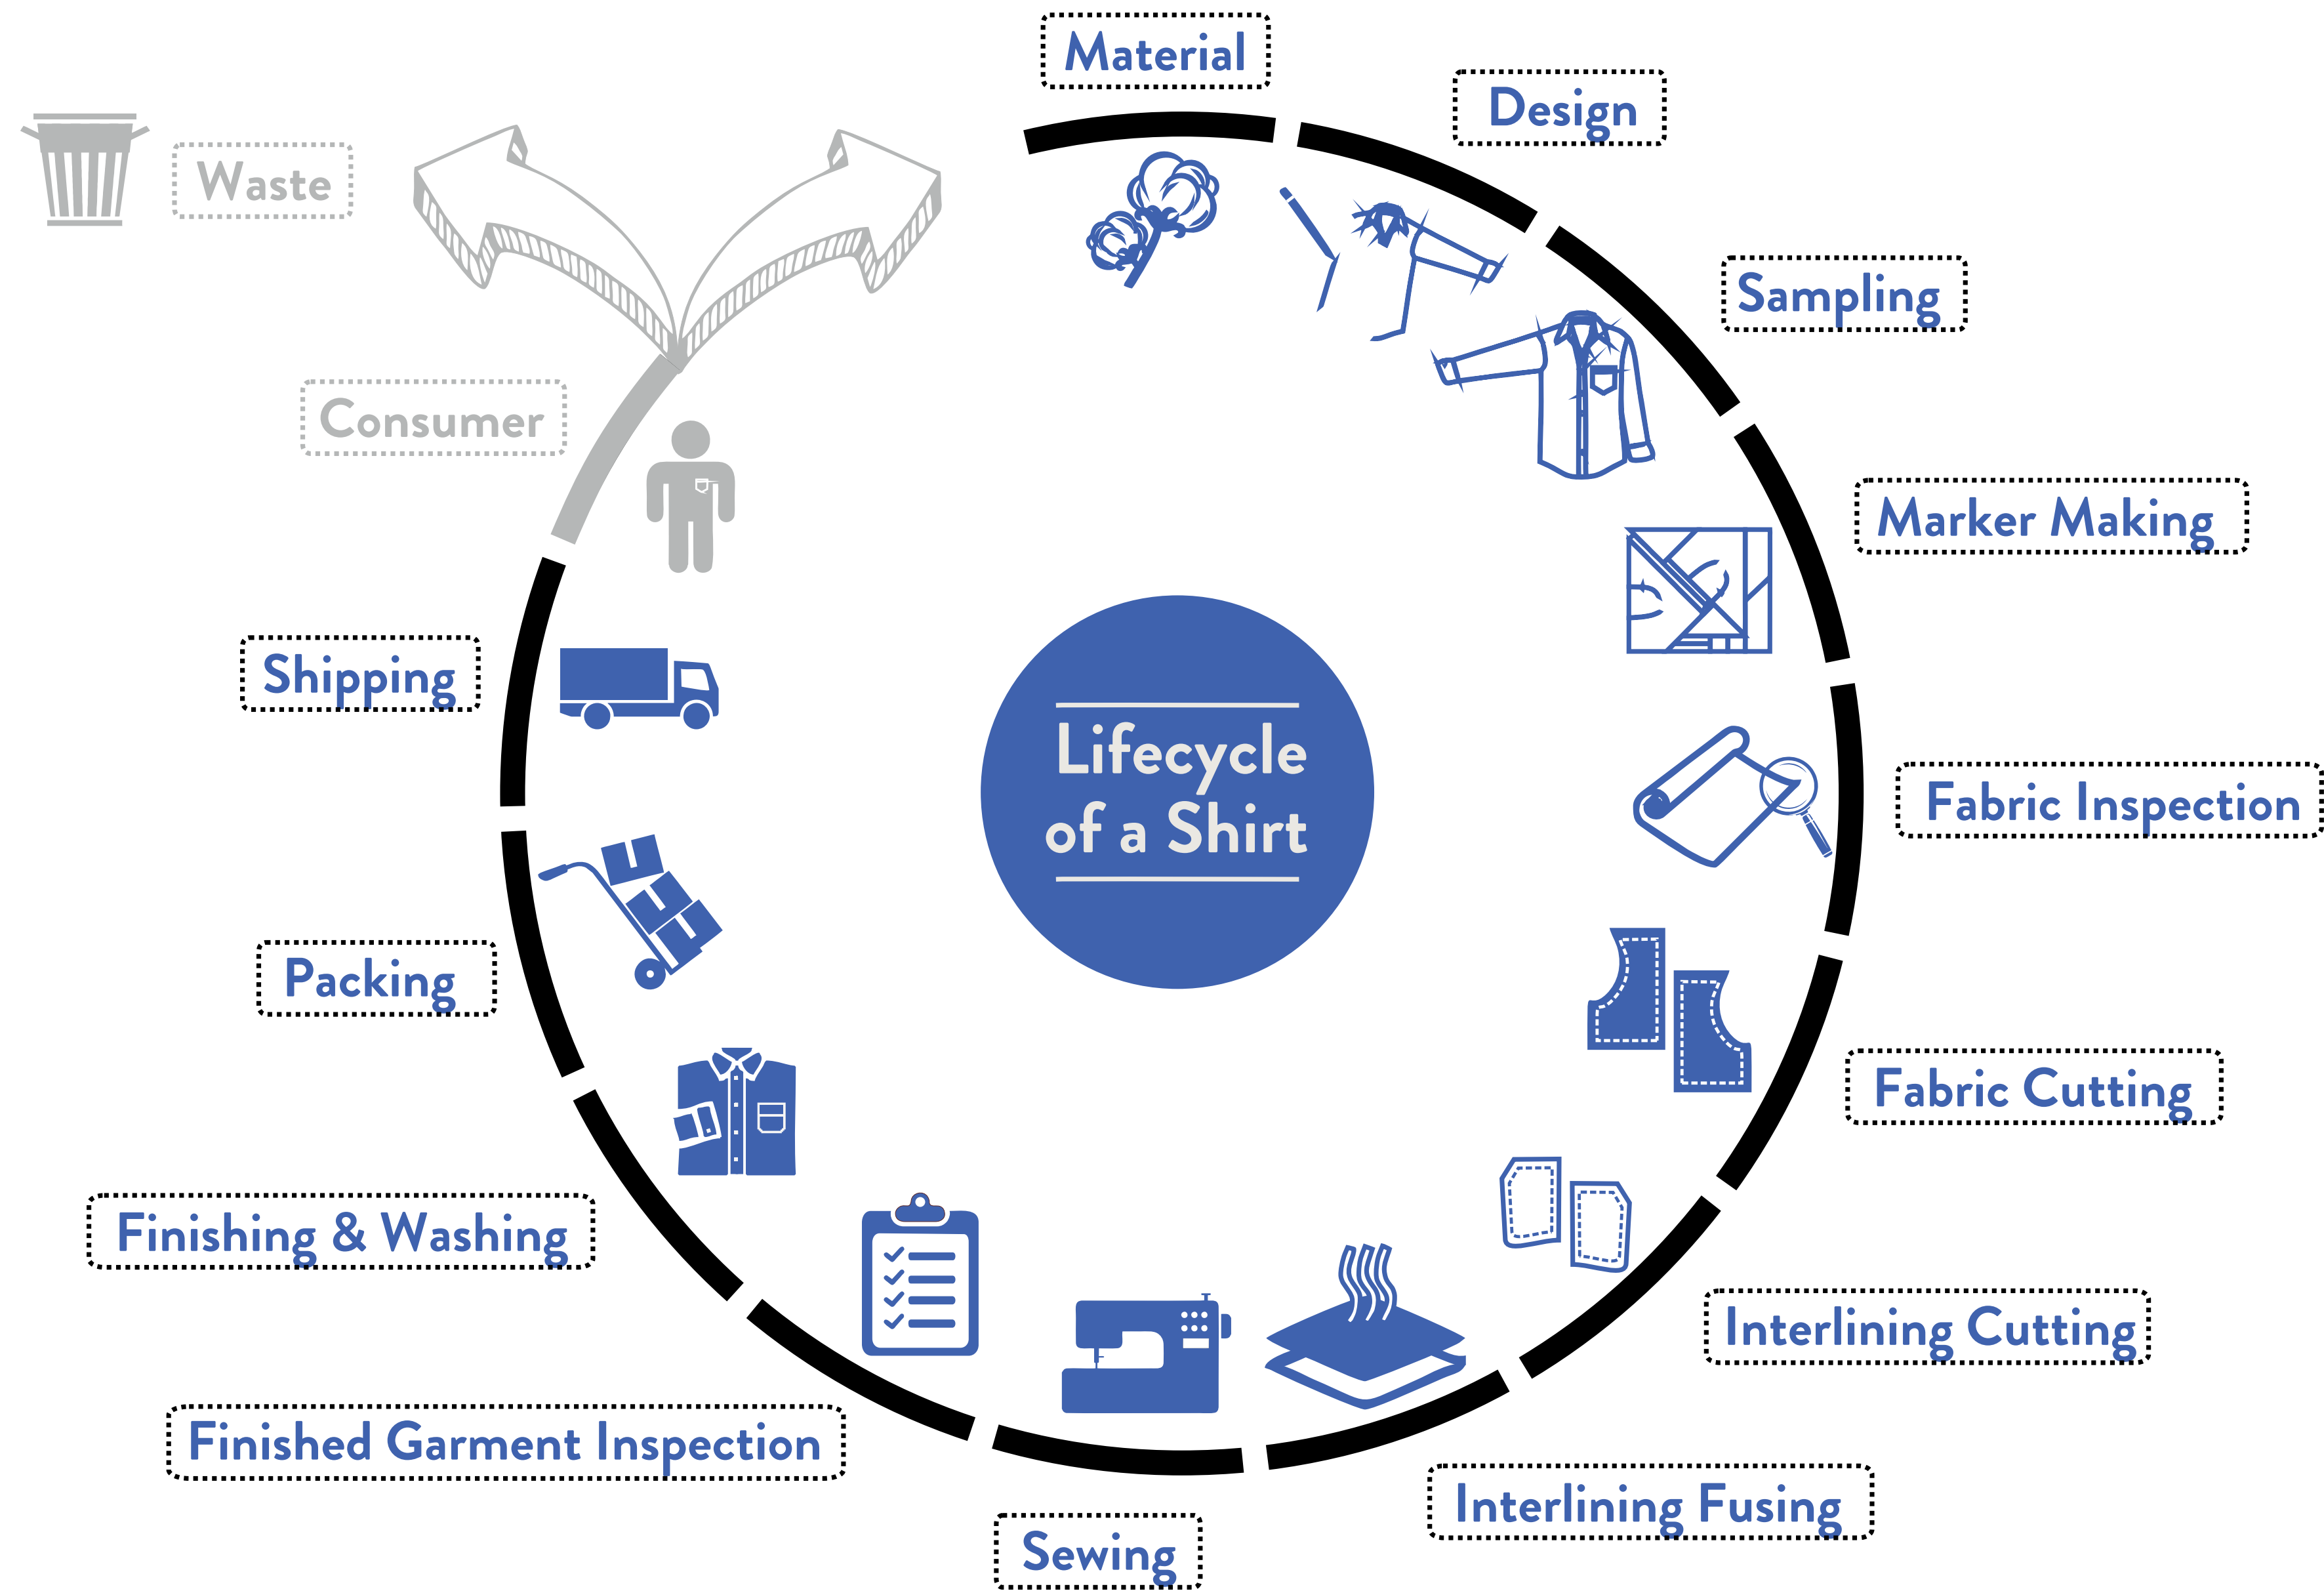 Material
Design
Sampling
Marker Making
Fabric Inspection
Fabric Cutting
Interlining Cutting
Interlining Fusing
Sewing
Finished Garment Inspection
Finishing & Washing
Packing
Shipping
Consumer
Waste
Lifecycle
of a Shirt